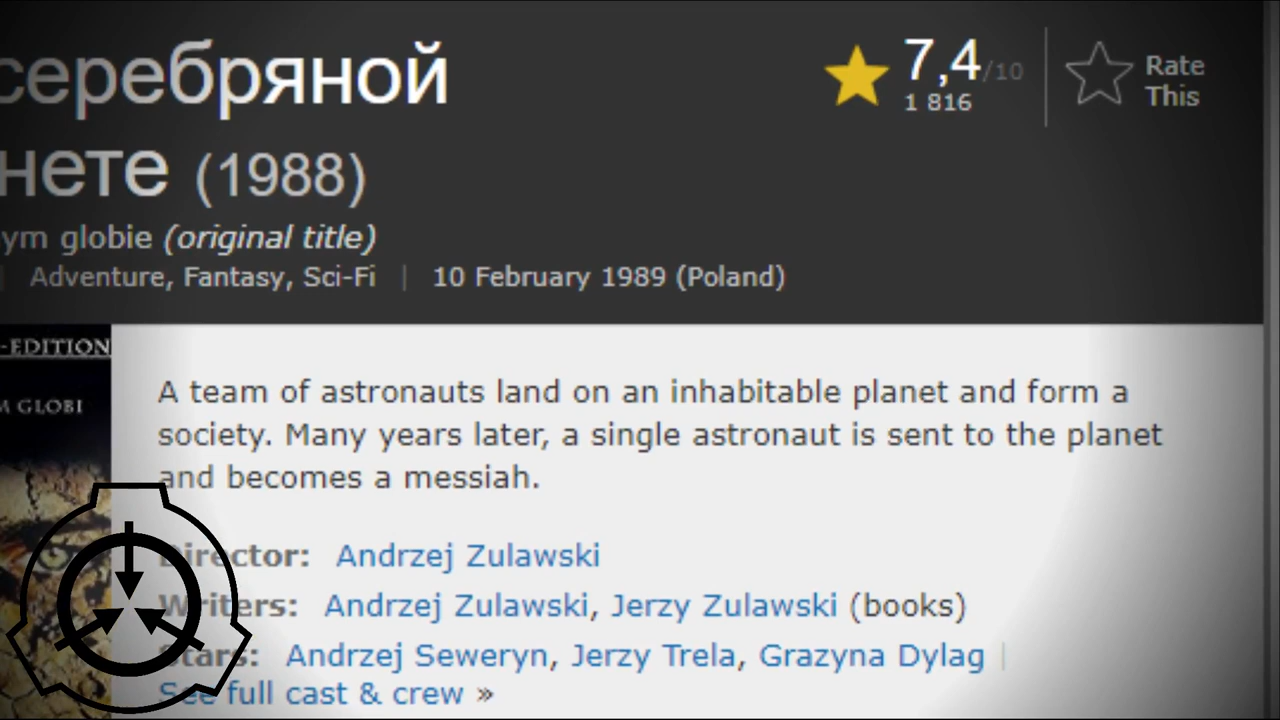 серебряной
нете (1988)
ym globie (original title)
Adventure, Fantasy, Sci-Fi | 10 February 1989 (Poland)
7,4/10
1 816
Rate
This
-EDITION
M GLOBI
A team of astronauts land on an inhabitable planet and form a
society. Many years later, a single astronaut is sent to the planet
and becomes a messiah.
Director: Andrzej Zulawski
Writers: Andrzej Zulawski, Jerzy Zulawski (books)
Stars: Andrzej Seweryn, Jerzy Trela, Grazyna Dylag |
See full cast & crew »